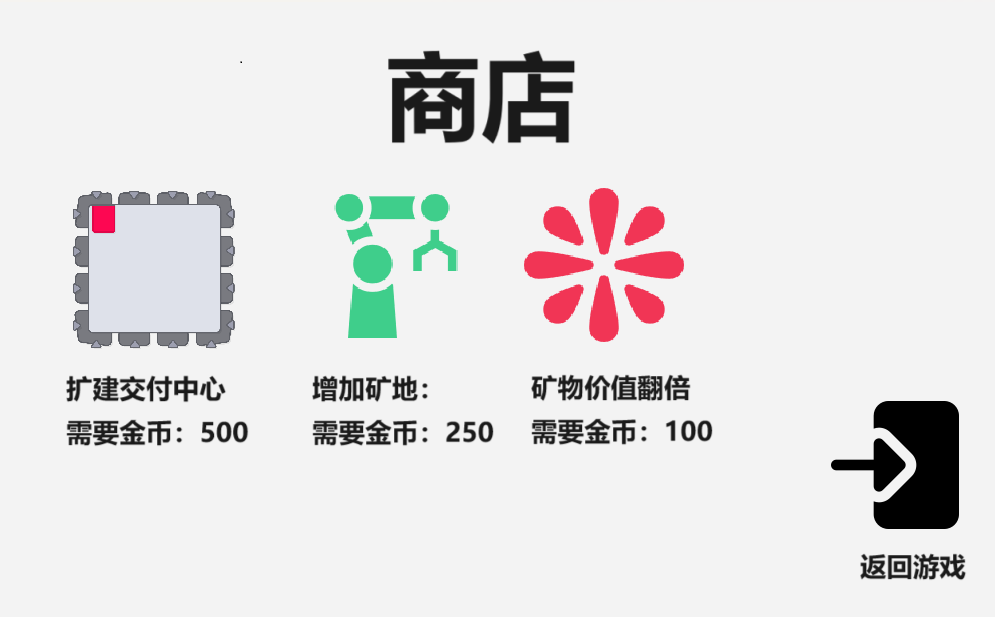 商店
扩建交付中心
需要金币：500
增加矿地：
需要金币：250
矿物价值翻倍
需要金币：100
返回游戏